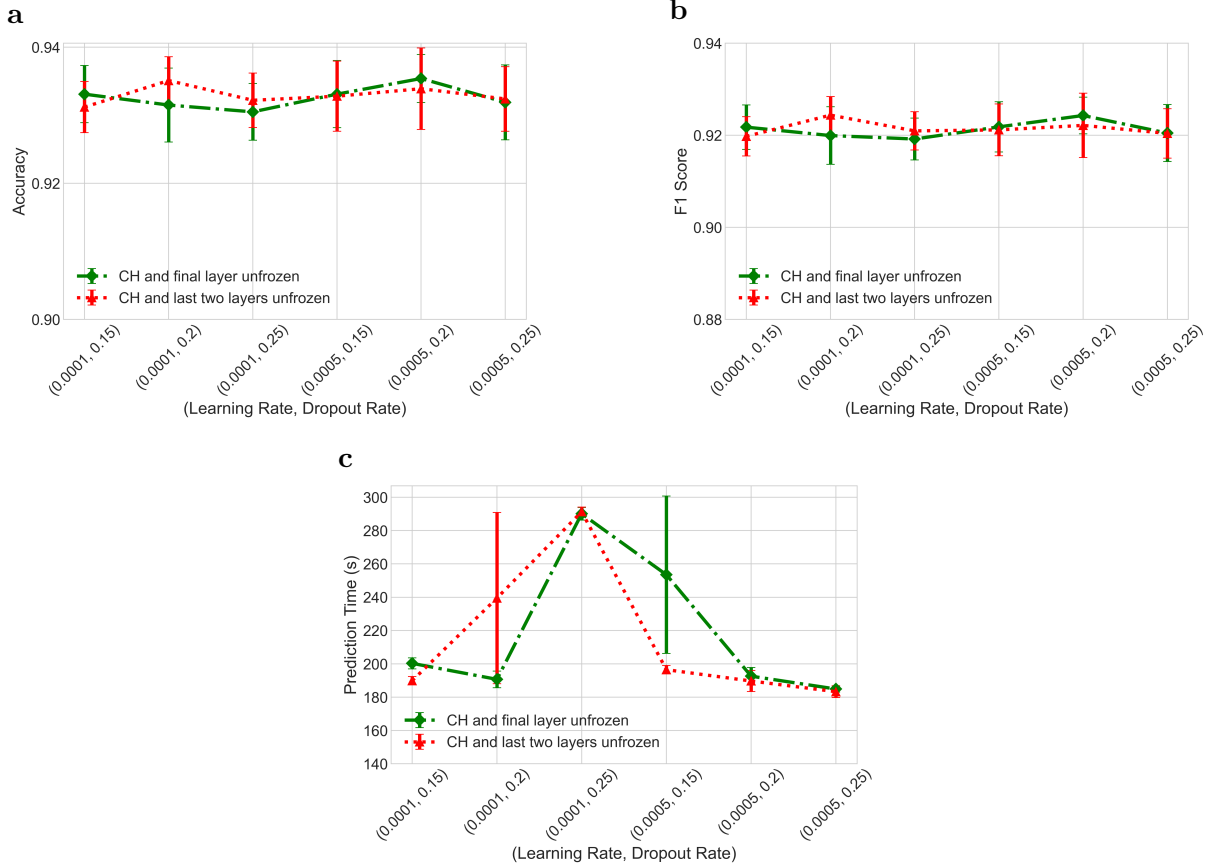 a
0.94
0.92
0.90
Accuracy
CH and final layer unfrozen
CH and last two layers unfrozen
(0.0001, 0.15)
(0.0001, 0.2)
(0.0001, 0.25)
(0.0005, 0.15)
(0.0005, 0.2)
(0.0005, 0.25)
(Learning Rate, Dropout Rate)
b
0.94
0.92
0.90
0.88
F1 Score
CH and final layer unfrozen
CH and last two layers unfrozen
(0.0001, 0.15)
(0.0001, 0.2)
(0.0001, 0.25)
(0.0005, 0.15)
(0.0005, 0.2)
(0.0005, 0.25)
(Learning Rate, Dropout Rate)
c
300
280
260
240
220
200
180
160
140
Prediction Time (s)
CH and final layer unfrozen
CH and last two layers unfrozen
(0.0001, 0.15)
(0.0001, 0.2)
(0.0001, 0.25)
(0.0005, 0.15)
(0.0005, 0.2)
(0.0005, 0.25)
(Learning Rate, Dropout Rate)